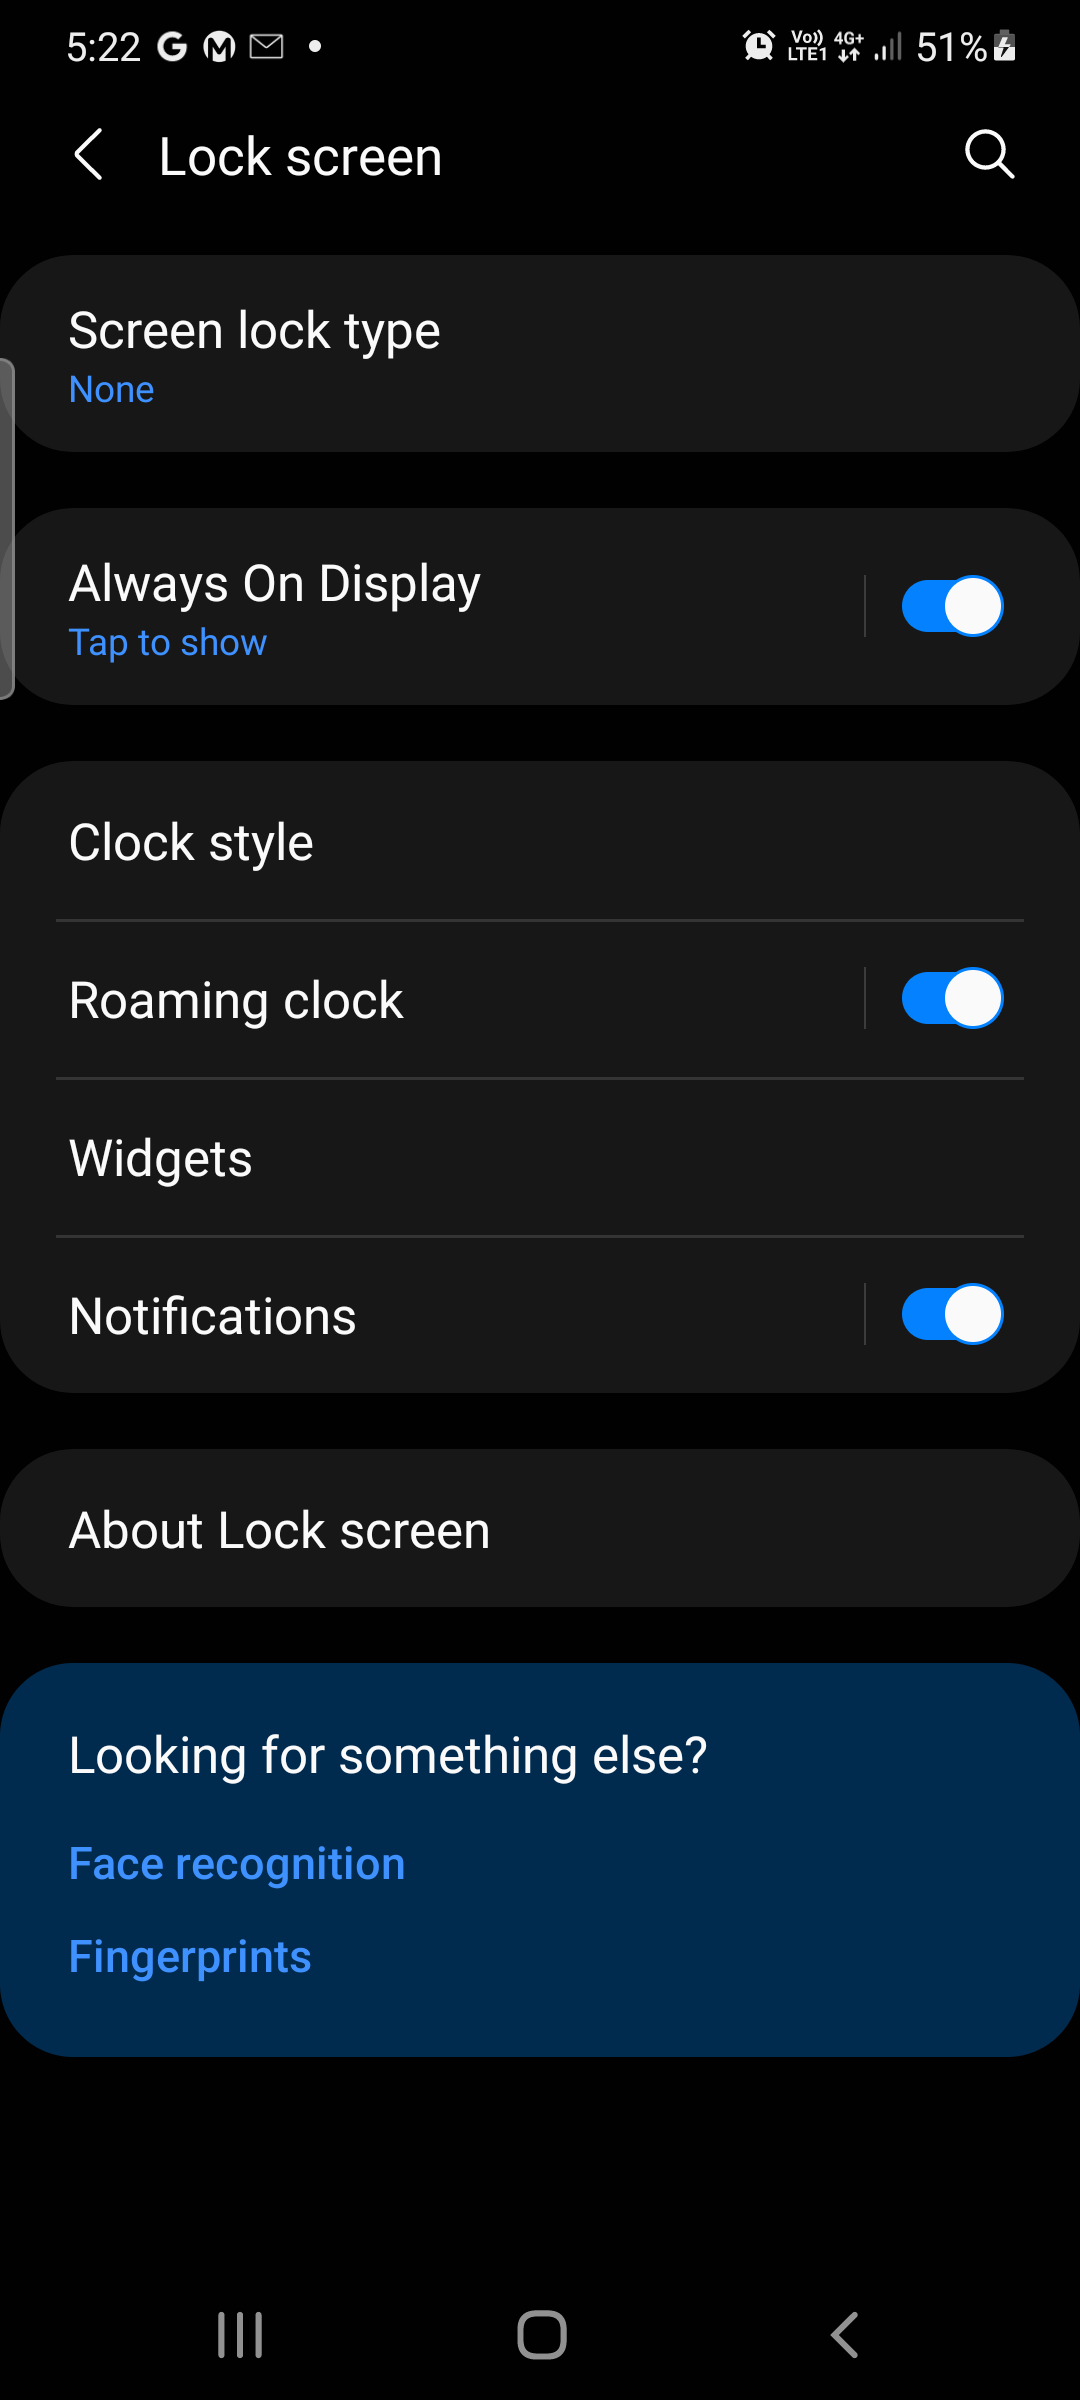 5:22 G M Vo)) LTE1 4G+ 51%
Lock screen
Screen lock type
None
Always On Display
Tap to show
Clock style
Roaming clock
Widgets
Notifications
About Lock screen
Looking for something else?
Face recognition
Fingerprints